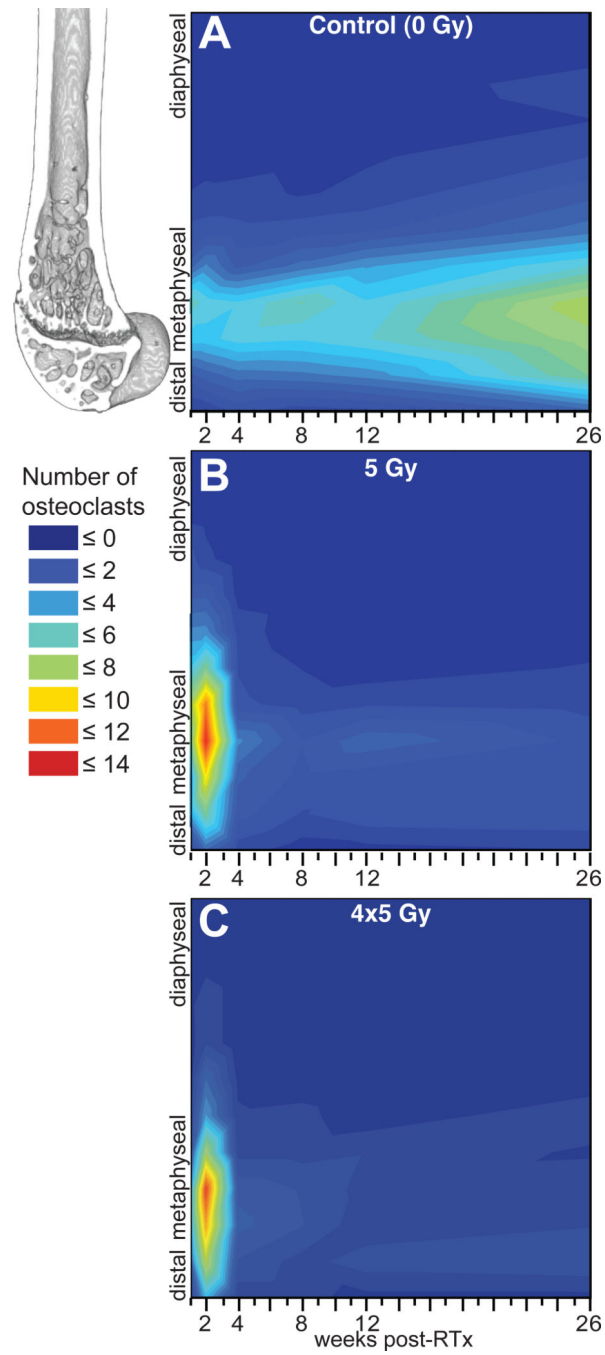 A
Control (0 Gy)
diaphyseal
metaphyseal
distal
2 4 8 12 26
Number of
osteoclasts
≤ 0
≤ 2
≤ 4
≤ 6
≤ 8
≤ 10
≤ 12
≤ 14
B
5 Gy
diaphyseal
metaphyseal
distal
2 4 8 12 26
C
4x5 Gy
diaphyseal
metaphyseal
distal
2 4 8 12 26
weeks post-RTx